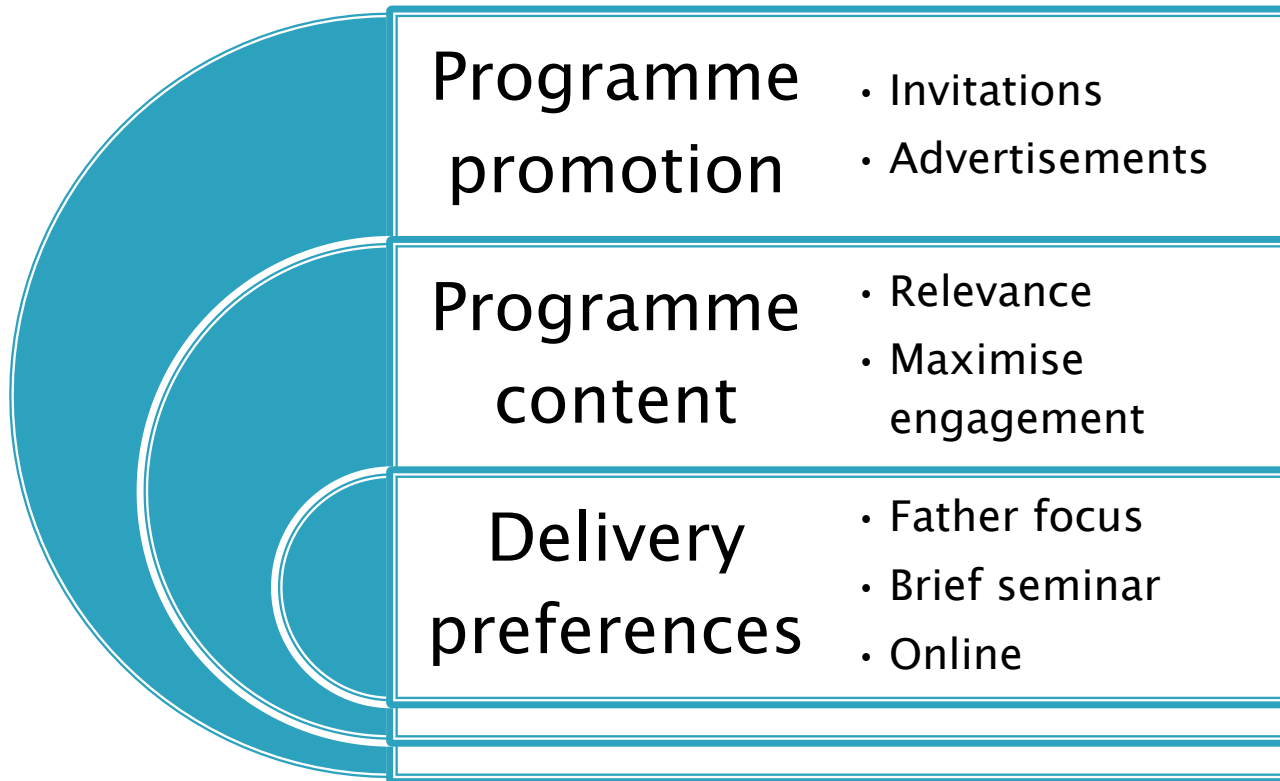 Programme
promotion
· Invitations
· Advertisements
Programme
content
· Relevance
· Maximise
engagement
Delivery
preferences
· Father focus
· Brief seminar
· Online